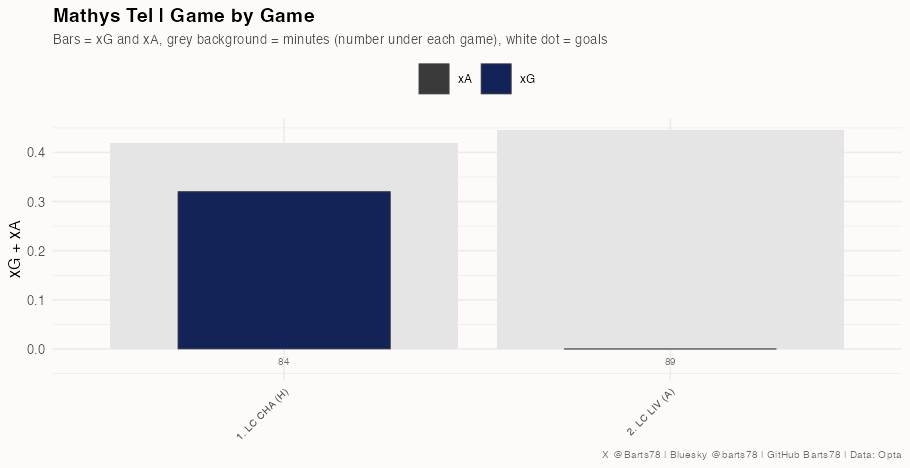 Mathys Tel | Game by Game
Bars = xG and xA, grey background = minutes (number under each game), white dot = goals
xA xG
xG + xA
0.4
0.3
0.2
0.1
0.0
84 89
1. LC CHA (H)
2. LC LIV (A)
X @Barts78 | Bluesky @barts78 | GitHub Barts78 | Data: Opta